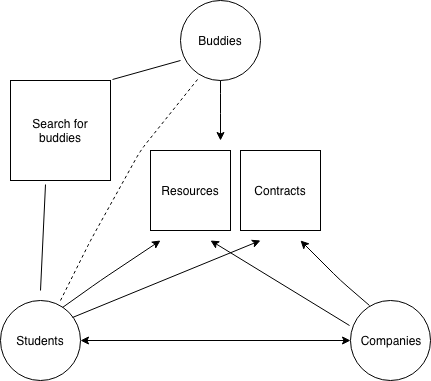 Buddies
Search for
buddies
Resources
Contracts
Students
Companies